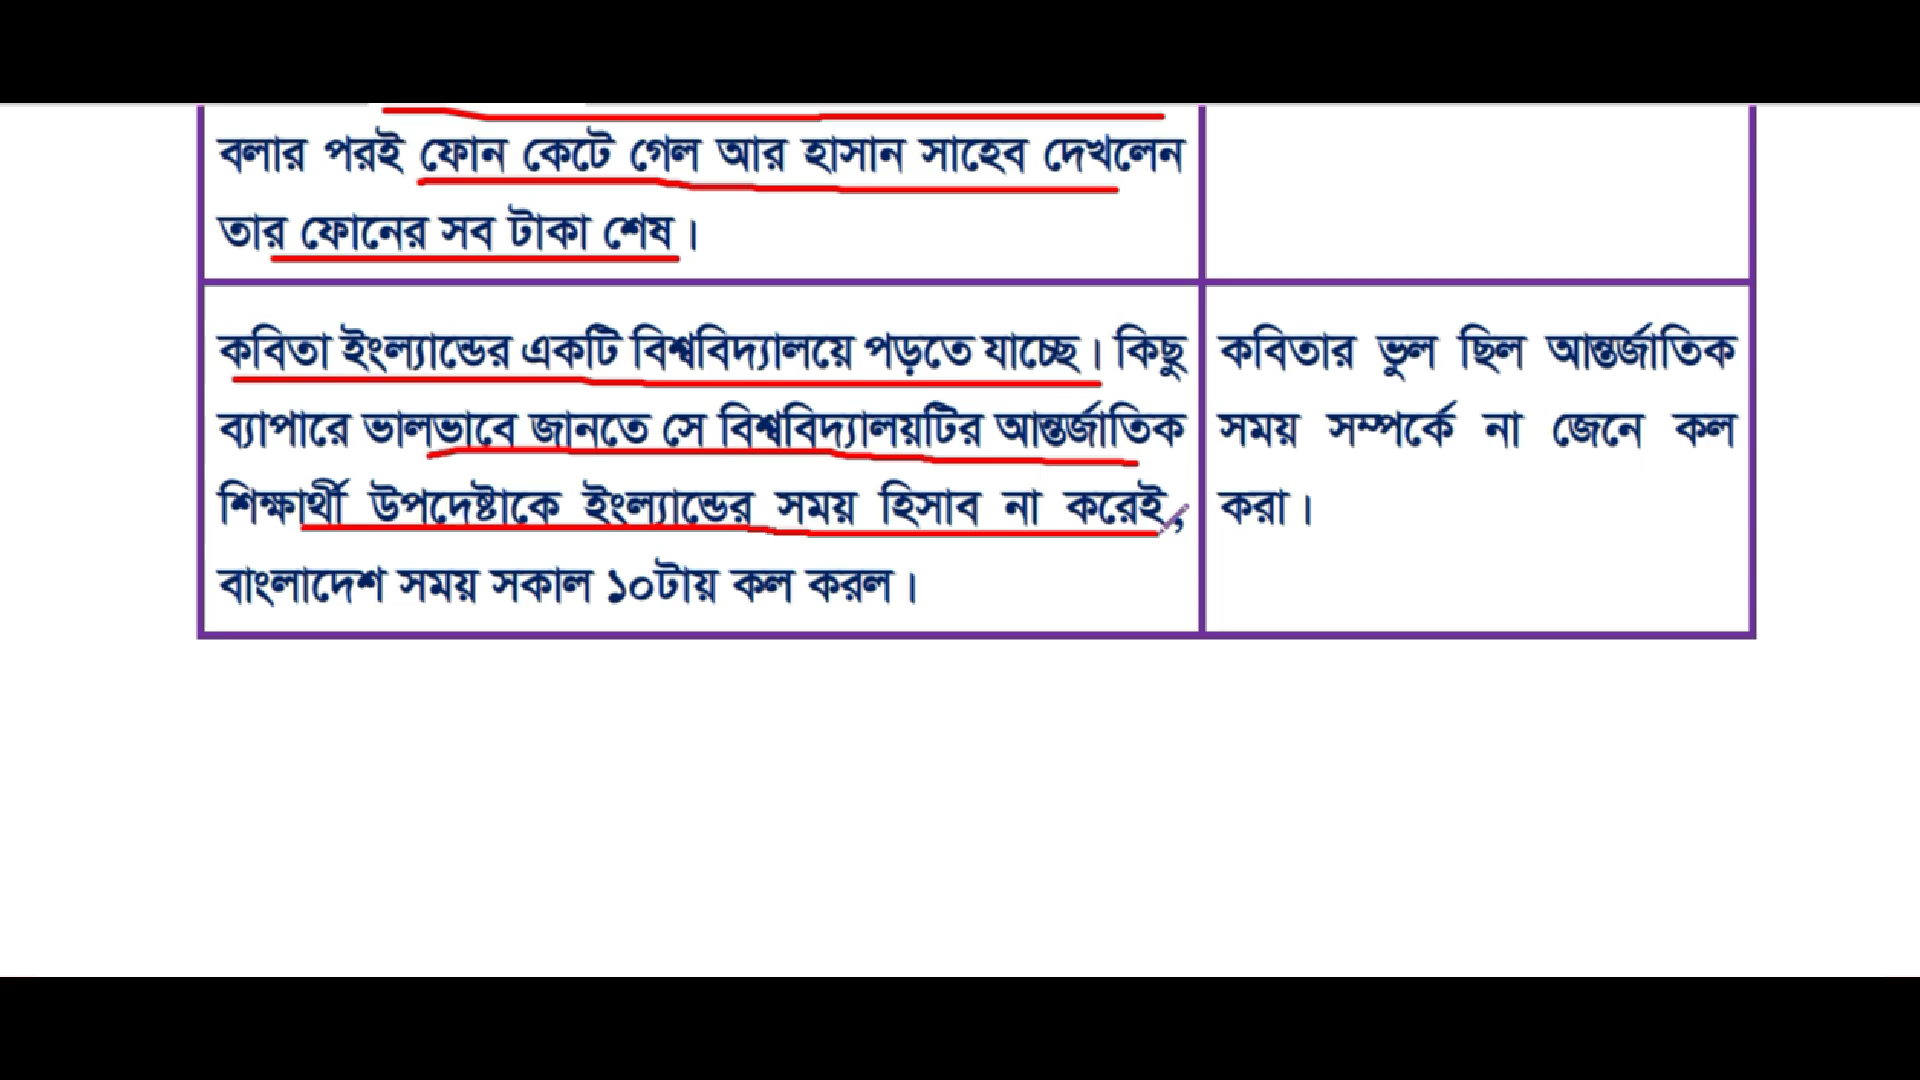 বলার পরই ফোন কেটে গেল আর হাসান সাহেব দেখলেন
তার ফোনের সব টাকা শেষ।
কবিতা ইংল্যান্ডের একটি বিশ্ববিদ্যালয়ে পড়তে যাচ্ছে। কিছু
ব্যাপারে ভালভাবে জানতে সে বিশ্ববিদ্যালয়টির আন্তর্জাতিক
শিক্ষার্থী উপদেষ্টাকে ইংল্যান্ডের সময় হিসাব না করেই,
বাংলাদেশ সময় সকাল ১০টায় কল করল।
কবিতার ভুল ছিল আন্তর্জাতিক
সময় সম্পর্কে না জেনে কল
করা।